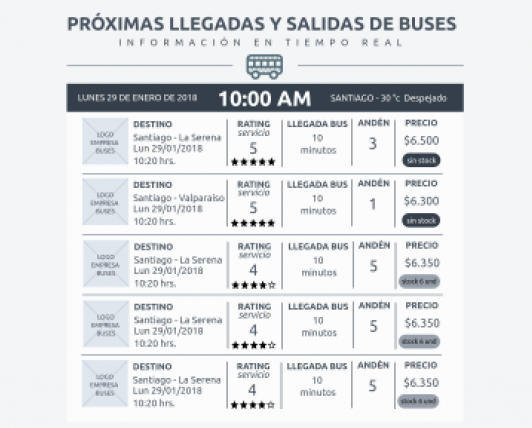 PRÓXIMAS LLEGADAS Y SALIDAS DE BUSES
INFORMACIÓN EN TIEMPO REAL
LUNES 29 DE ENERO DE 2018 10:00 AM SANTIAGO - 30 °c Despejado
LOGO EMPRESA BUSES
DESTINO
Santiago - La Serena
Lun 29/01/2018
10:20 hrs.
RATING
servicio
5
LLEGADA BUS
10
minutos
ANDÉN
3
PRECIO
$6.500
sin stock
LOGO EMPRESA BUSES
DESTINO
Santiago - Valparaiso
Lun 29/01/2018
10:20 hrs.
RATING
servicio
5
LLEGADA BUS
10
minutos
ANDÉN
1
PRECIO
$6.300
sin stock
LOGO EMPRESA BUSES
DESTINO
Santiago - La Serena
Lun 29/01/2018
10:20 hrs.
RATING
servicio
4
LLEGADA BUS
10
minutos
ANDÉN
5
PRECIO
$6.350
stock 6 und
LOGO EMPRESA BUSES
DESTINO
Santiago - La Serena
Lun 29/01/2018
10:20 hrs.
RATING
servicio
4
LLEGADA BUS
10
minutos
ANDÉN
5
PRECIO
$6.350
stock 6 und
LOGO EMPRESA BUSES
DESTINO
Santiago - La Serena
Lun 29/01/2018
10:20 hrs.
RATING
servicio
4
LLEGADA BUS
10
minutos
ANDÉN
5
PRECIO
$6.350
stock 6 und